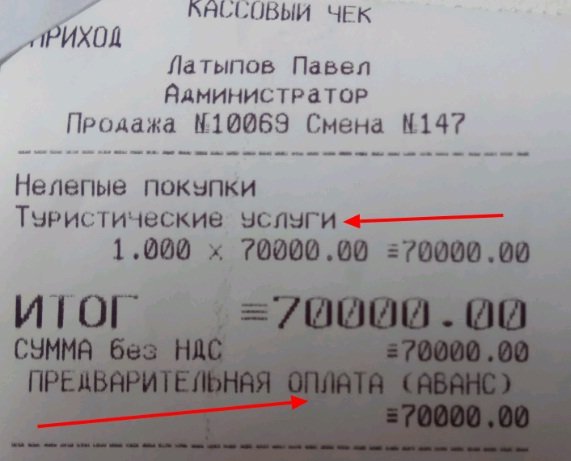 КАССОВЫЙ ЧЕК
ПРИХОД
Латыпов Павел
Администратор
Продажа №10069 Смена №147
Нелепые покупки
Туристические услуги
1.000 x 70000.00 =70000.00
ИТОГ =70000.00
СУММА без НДС =70000.00
ПРЕДВАРИТЕЛЬНАЯ ОПЛАТА (АВАНС)
=70000.00